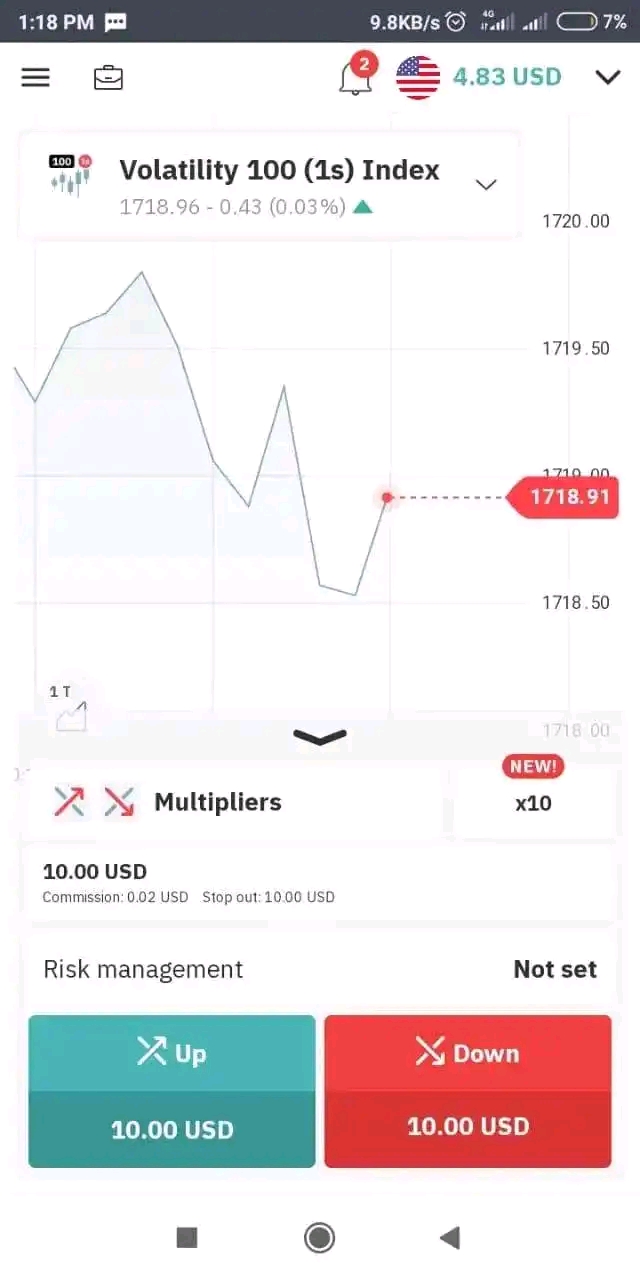 1:18 PM 9.8KB/s 4G 7%
2 4.83 USD
100 1s Volatility 100 (1s) Index
1718.96 - 0.43 (0.03%)
1720.00
1719.50
1719.00
1718.91
1718.50
1 T
1718.00
NEW!
Multipliers x10
10.00 USD
Commission: 0.02 USD Stop out: 10.00 USD
Risk management Not set
Up Down
10.00 USD 10.00 USD